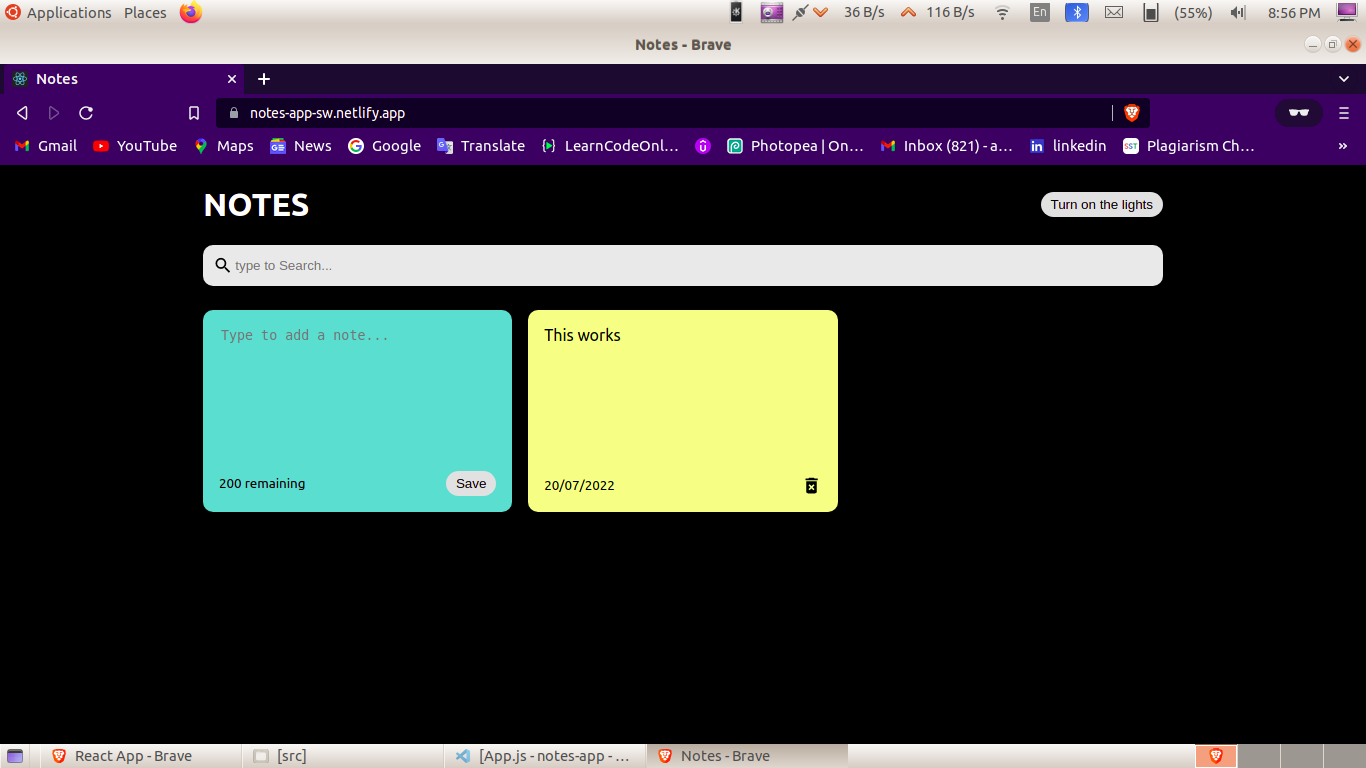 Applications Places 36 B/s 116 B/s En (55%) 8:56 PM
Notes - Brave
Notes
notes-app-sw.netlify.app
Gmail YouTube Maps News Google Translate LearnCodeOnl... Photopea | On... Inbox (821) - a... linkedin SST Plagiarism Ch... »
NOTES Turn on the lights
type to Search...
Type to add a note... This works
200 remaining Save 20/07/2022
React App - Brave [src] [App.js - notes-app - ... Notes - Brave